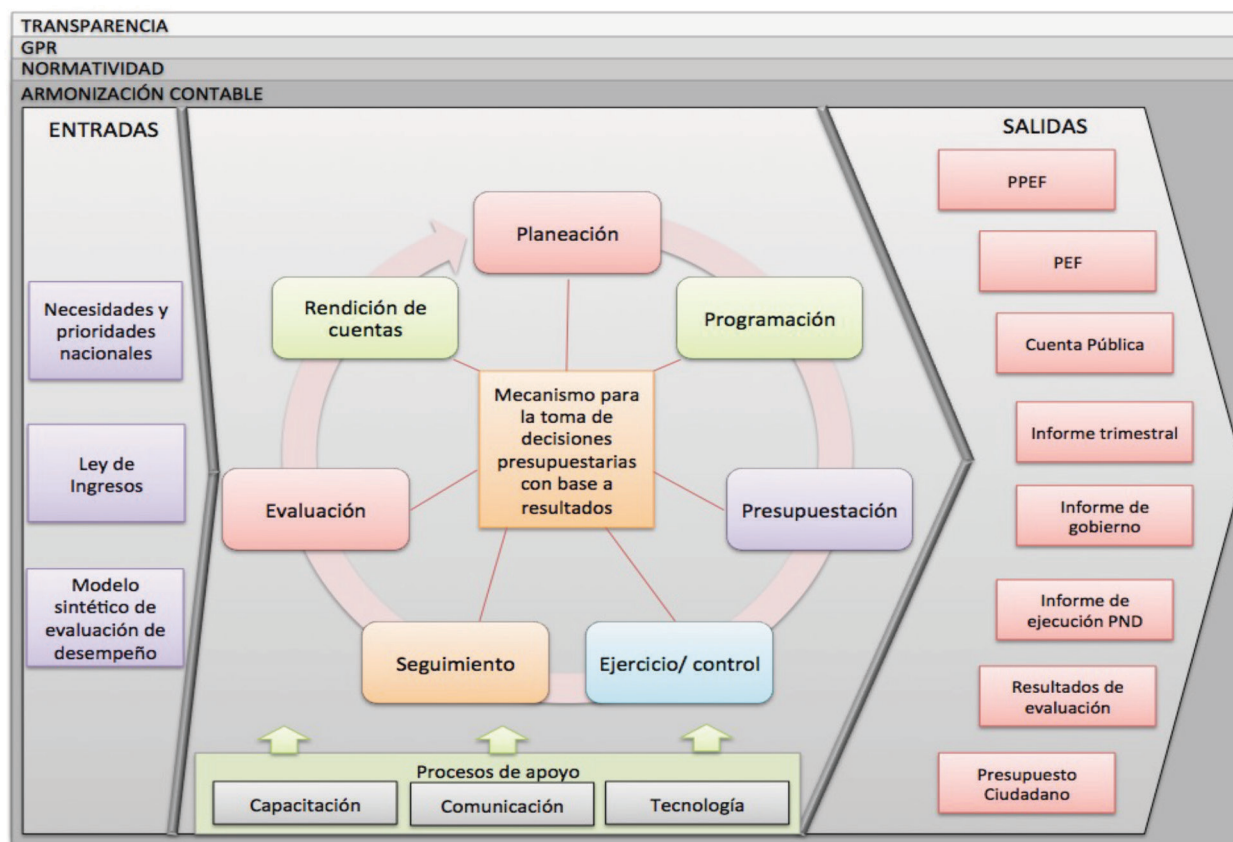 TRANSPARENCIA
GPR
NORMATIVIDAD
ARMONIZACIÓN CONTABLE
ENTRADAS
Necesidades y
prioridades
nacionales
Ley de
Ingresos
Modelo
sintético de
evaluación de
desempeño
Planeación
Programación
Presupuestación
Ejercicio/ control
Seguimiento
Evaluación
Rendición de
cuentas
Mecanismo para
la toma de
decisiones
presupuestarias
con base a
resultados
Procesos de apoyo
Capacitación
Comunicación
Tecnología
SALIDAS
PPEF
PEF
Cuenta Pública
Informe trimestral
Informe de
gobierno
Informe de
ejecución PND
Resultados de
evaluación
Presupuesto
Ciudadano